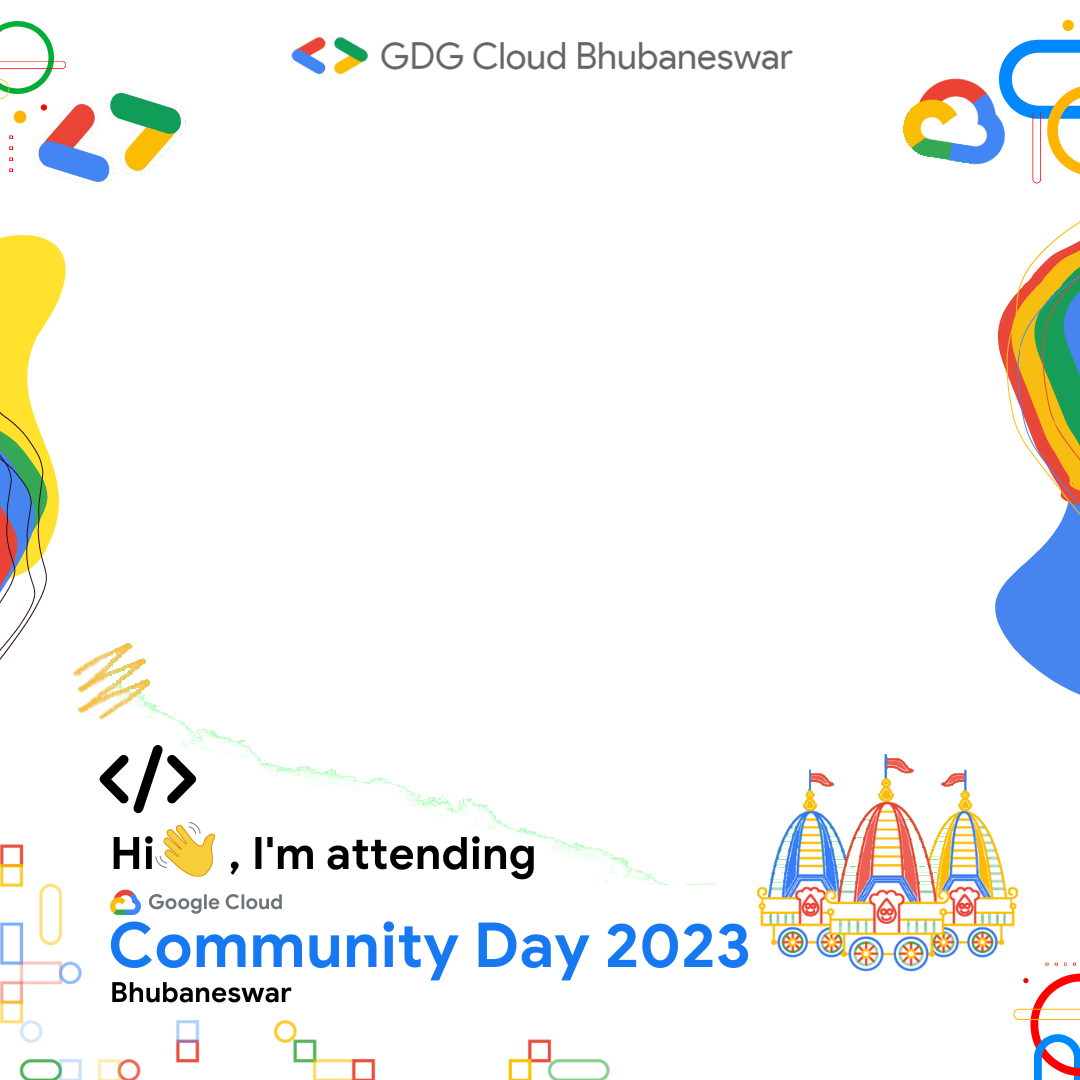 GDG Cloud Bhubaneswar
</>
Hi👋, I'm attending
Google Cloud
Community Day 2023
Bhubaneswar